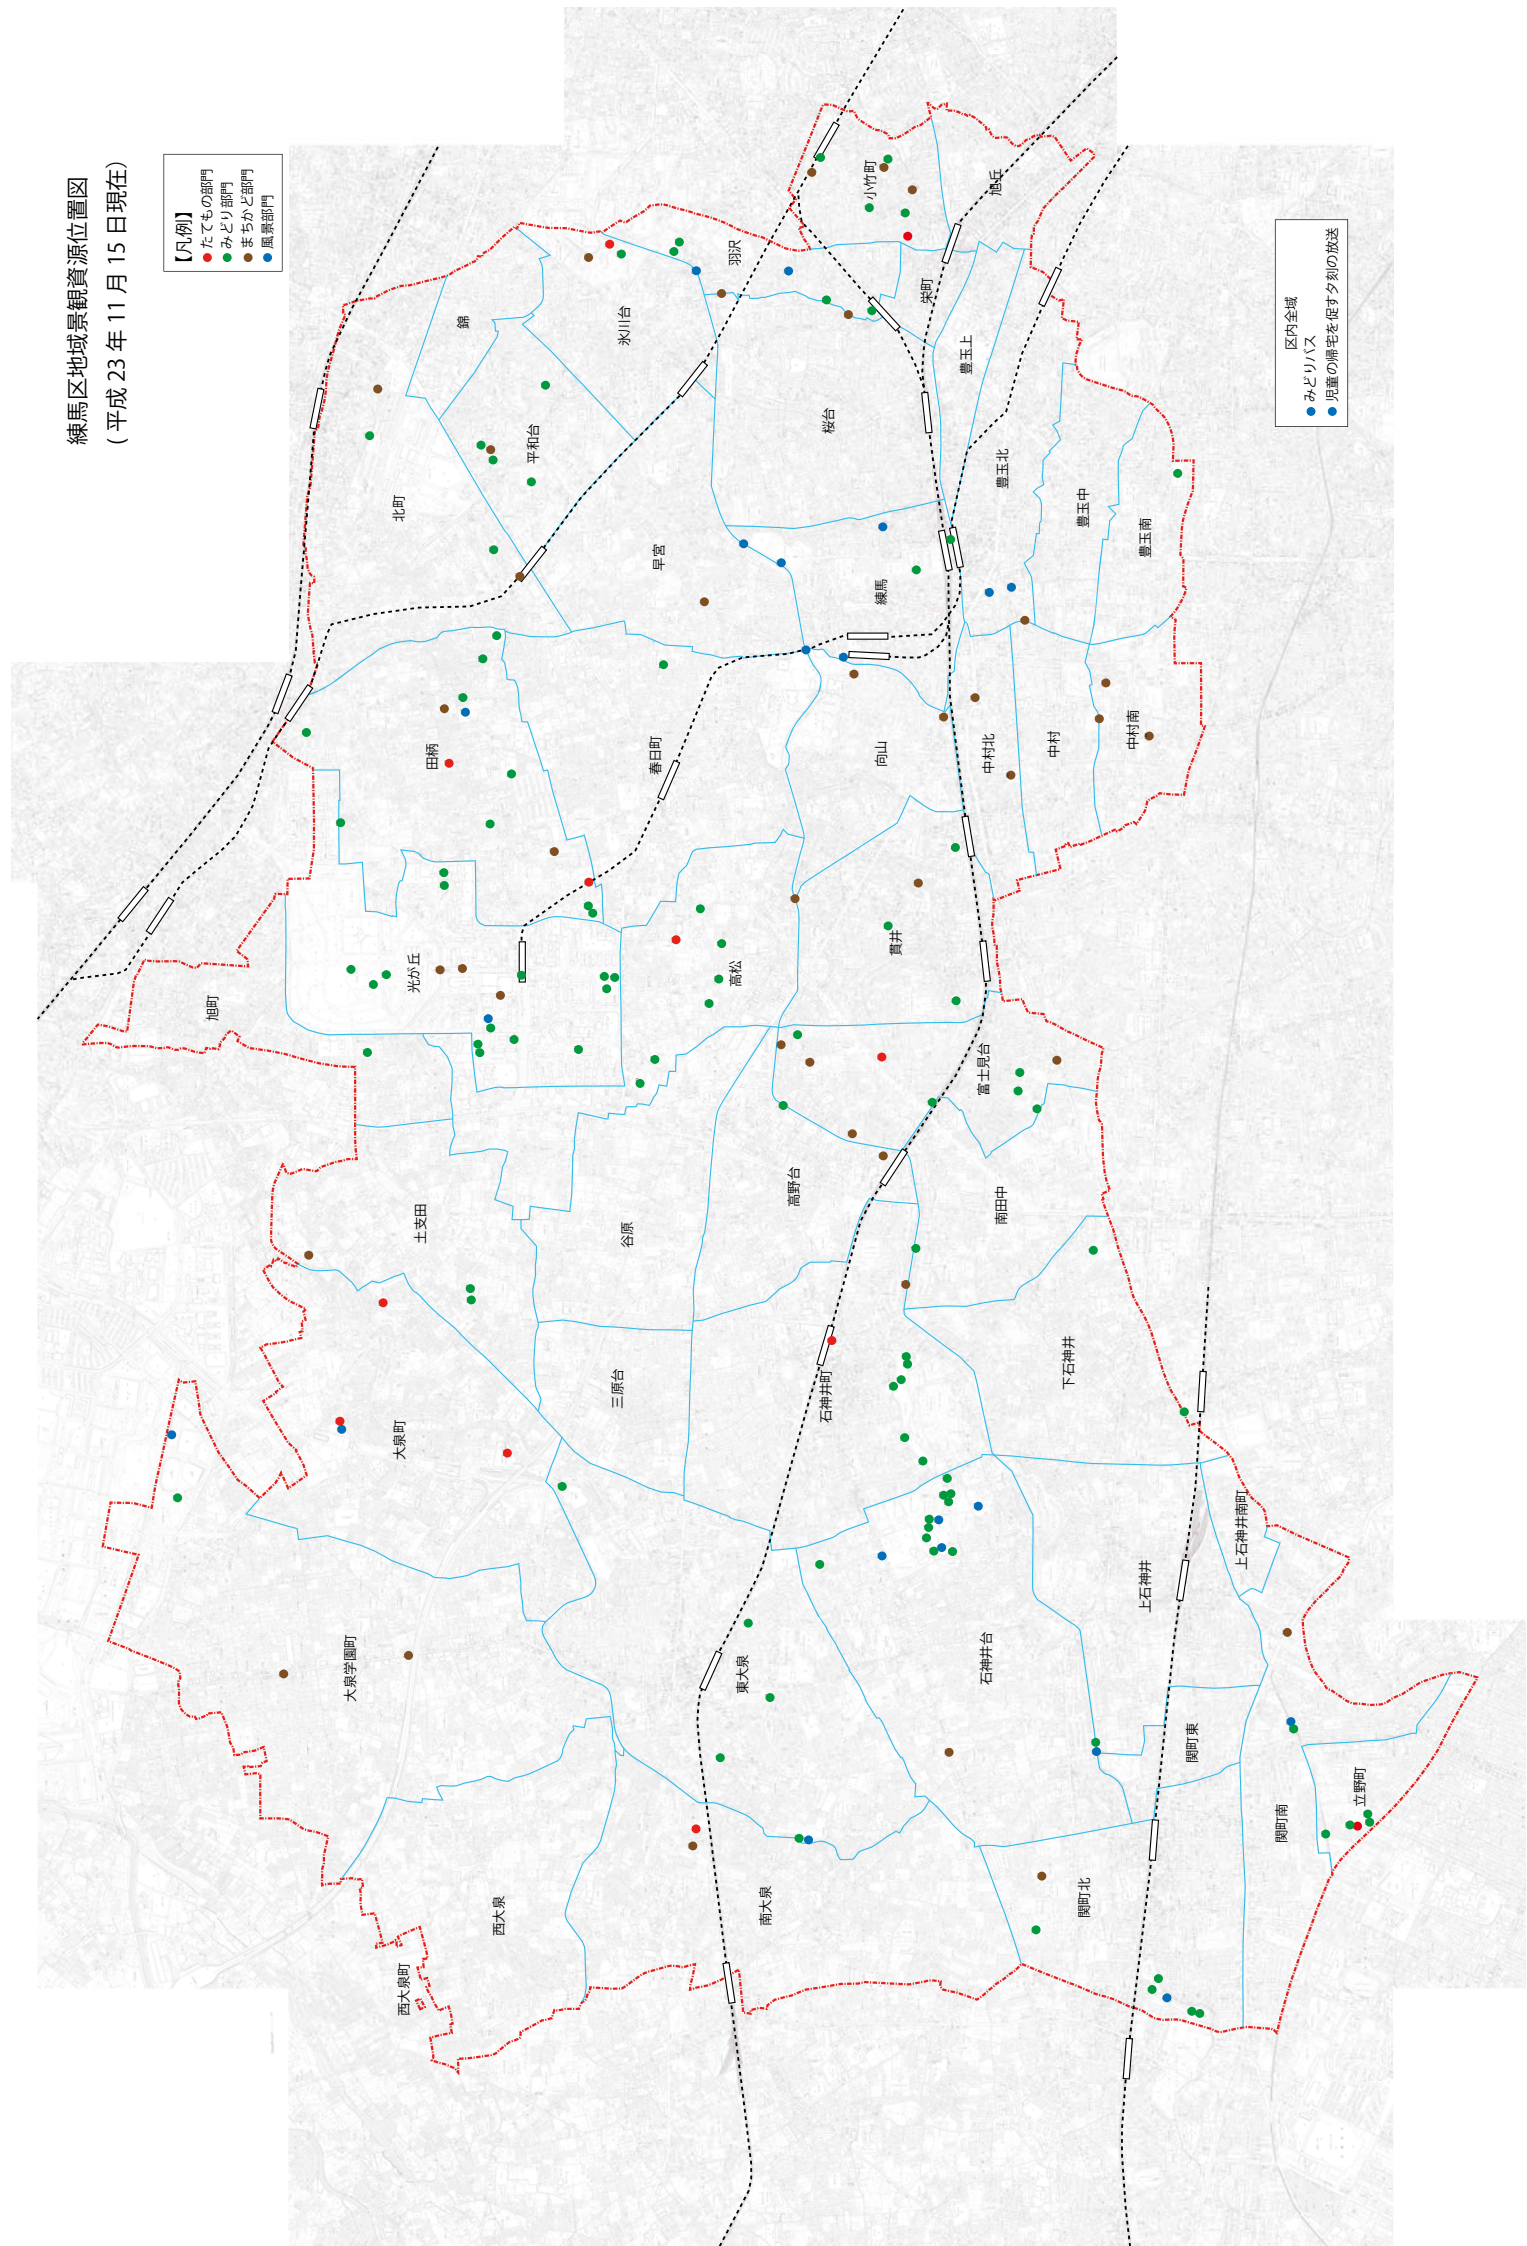 練馬区地域景観資源位置図
(平成 23 年 11 月 15 日現在)
【凡例】
たてもの部門
みどり部門
まちかど部門
風景部門
旭町
光が丘
田柄
北町
錦
平和台
氷川台
羽沢
小竹町
旭丘
栄町
桜台
早宮
春日町
高松
練馬
豊玉上
豊玉北
豊玉中
豊玉南
向山
貫井
中村北
中村
中村南
土支田
谷原
高野台
富士見台
南田中
三原台
石神井町
下石神井
大泉町
大泉学園町
東大泉
石神井台
上石神井
上石神井南町
西大泉町
西大泉
南大泉
関町北
関町東
関町南
立野町
区内全域
みどりバス
児童の帰宅を促す夕刻の放送